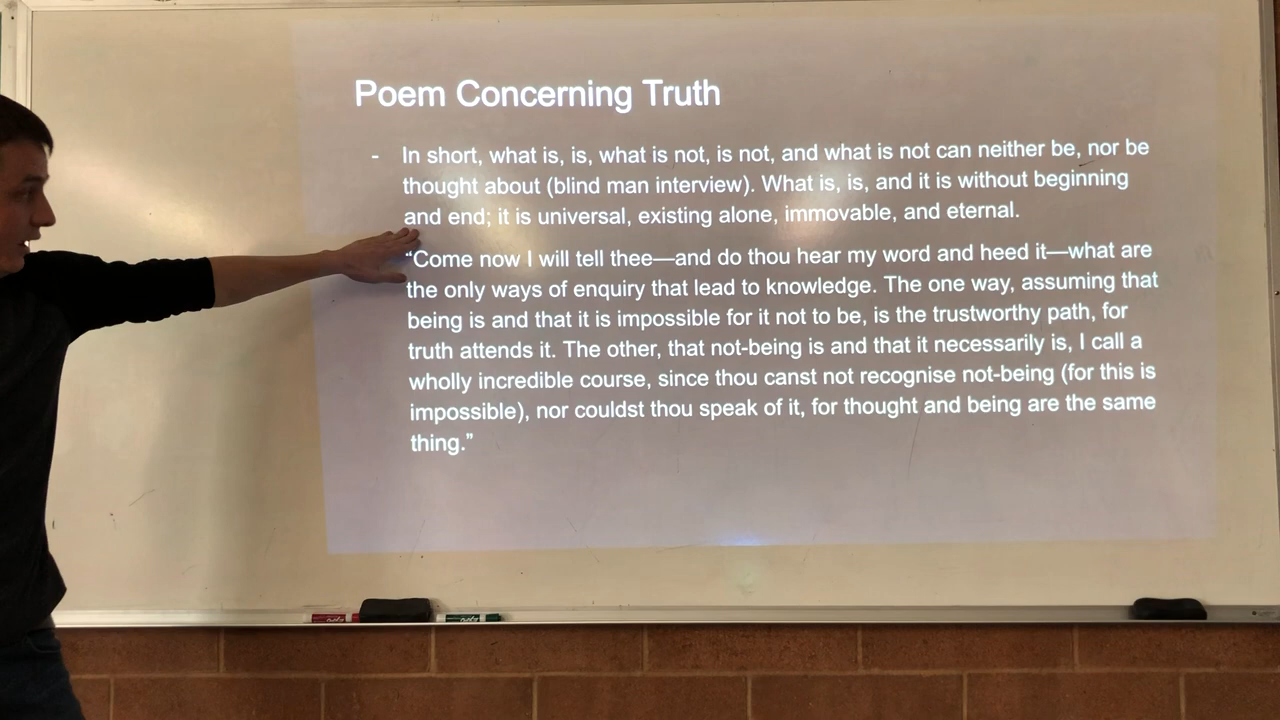 Poem Concerning Truth
- In short, what is, is, what is not, is not, and what is not can neither be, nor be
thought about (blind man interview). What is, is, and it is without beginning
and end; it is universal, existing alone, immovable, and eternal.
“Come now I will tell thee—and do thou hear my word and heed it—what are
the only ways of enquiry that lead to knowledge. The one way, assuming that
being is and that it is impossible for it not to be, is the trustworthy path, for
truth attends it. The other, that not-being is and that it necessarily is, I call a
wholly incredible course, since thou canst not recognise not-being (for this is
impossible), nor couldst thou speak of it, for thought and being are the same
thing.”